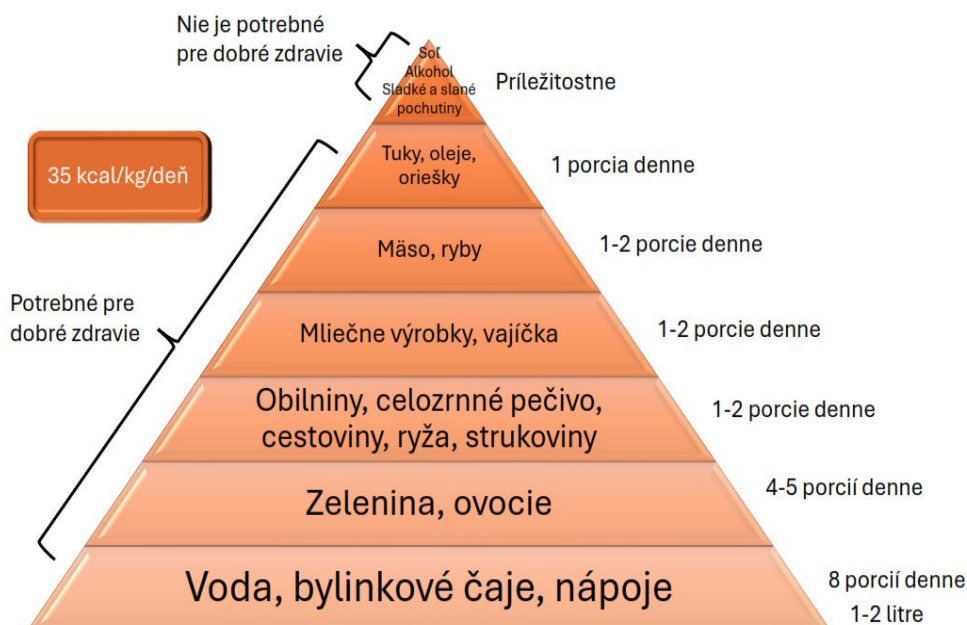 Nie je potrebné
pre dobré zdravie
Soľ
Alkohol
Sladké a slané
pochutiny
Príležitostne
35 kcal/kg/deň
Tuky, oleje,
oriešky
1 porcia denne
Mäso, ryby
1-2 porcie denne
Potrebné pre
dobré zdravie
Mliečne výrobky, vajíčka
1-2 porcie denne
Obilniny, celozrnné pečivo,
cestoviny, ryža, strukoviny
1-2 porcie denne
Zelenina, ovocie
4-5 porcií denne
Voda, bylinkové čaje, nápoje
8 porcií denne
1-2 litre